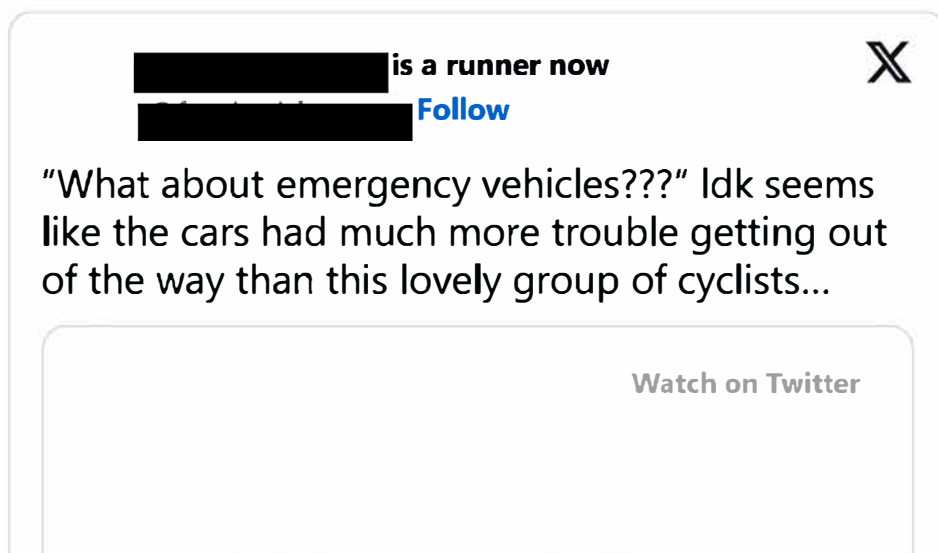 is a runner now
Follow
"What about emergency vehicles???" Idk seems
like the cars had much more trouble getting out
of the way than this lovely group of cyclists...
Watch on Twitter